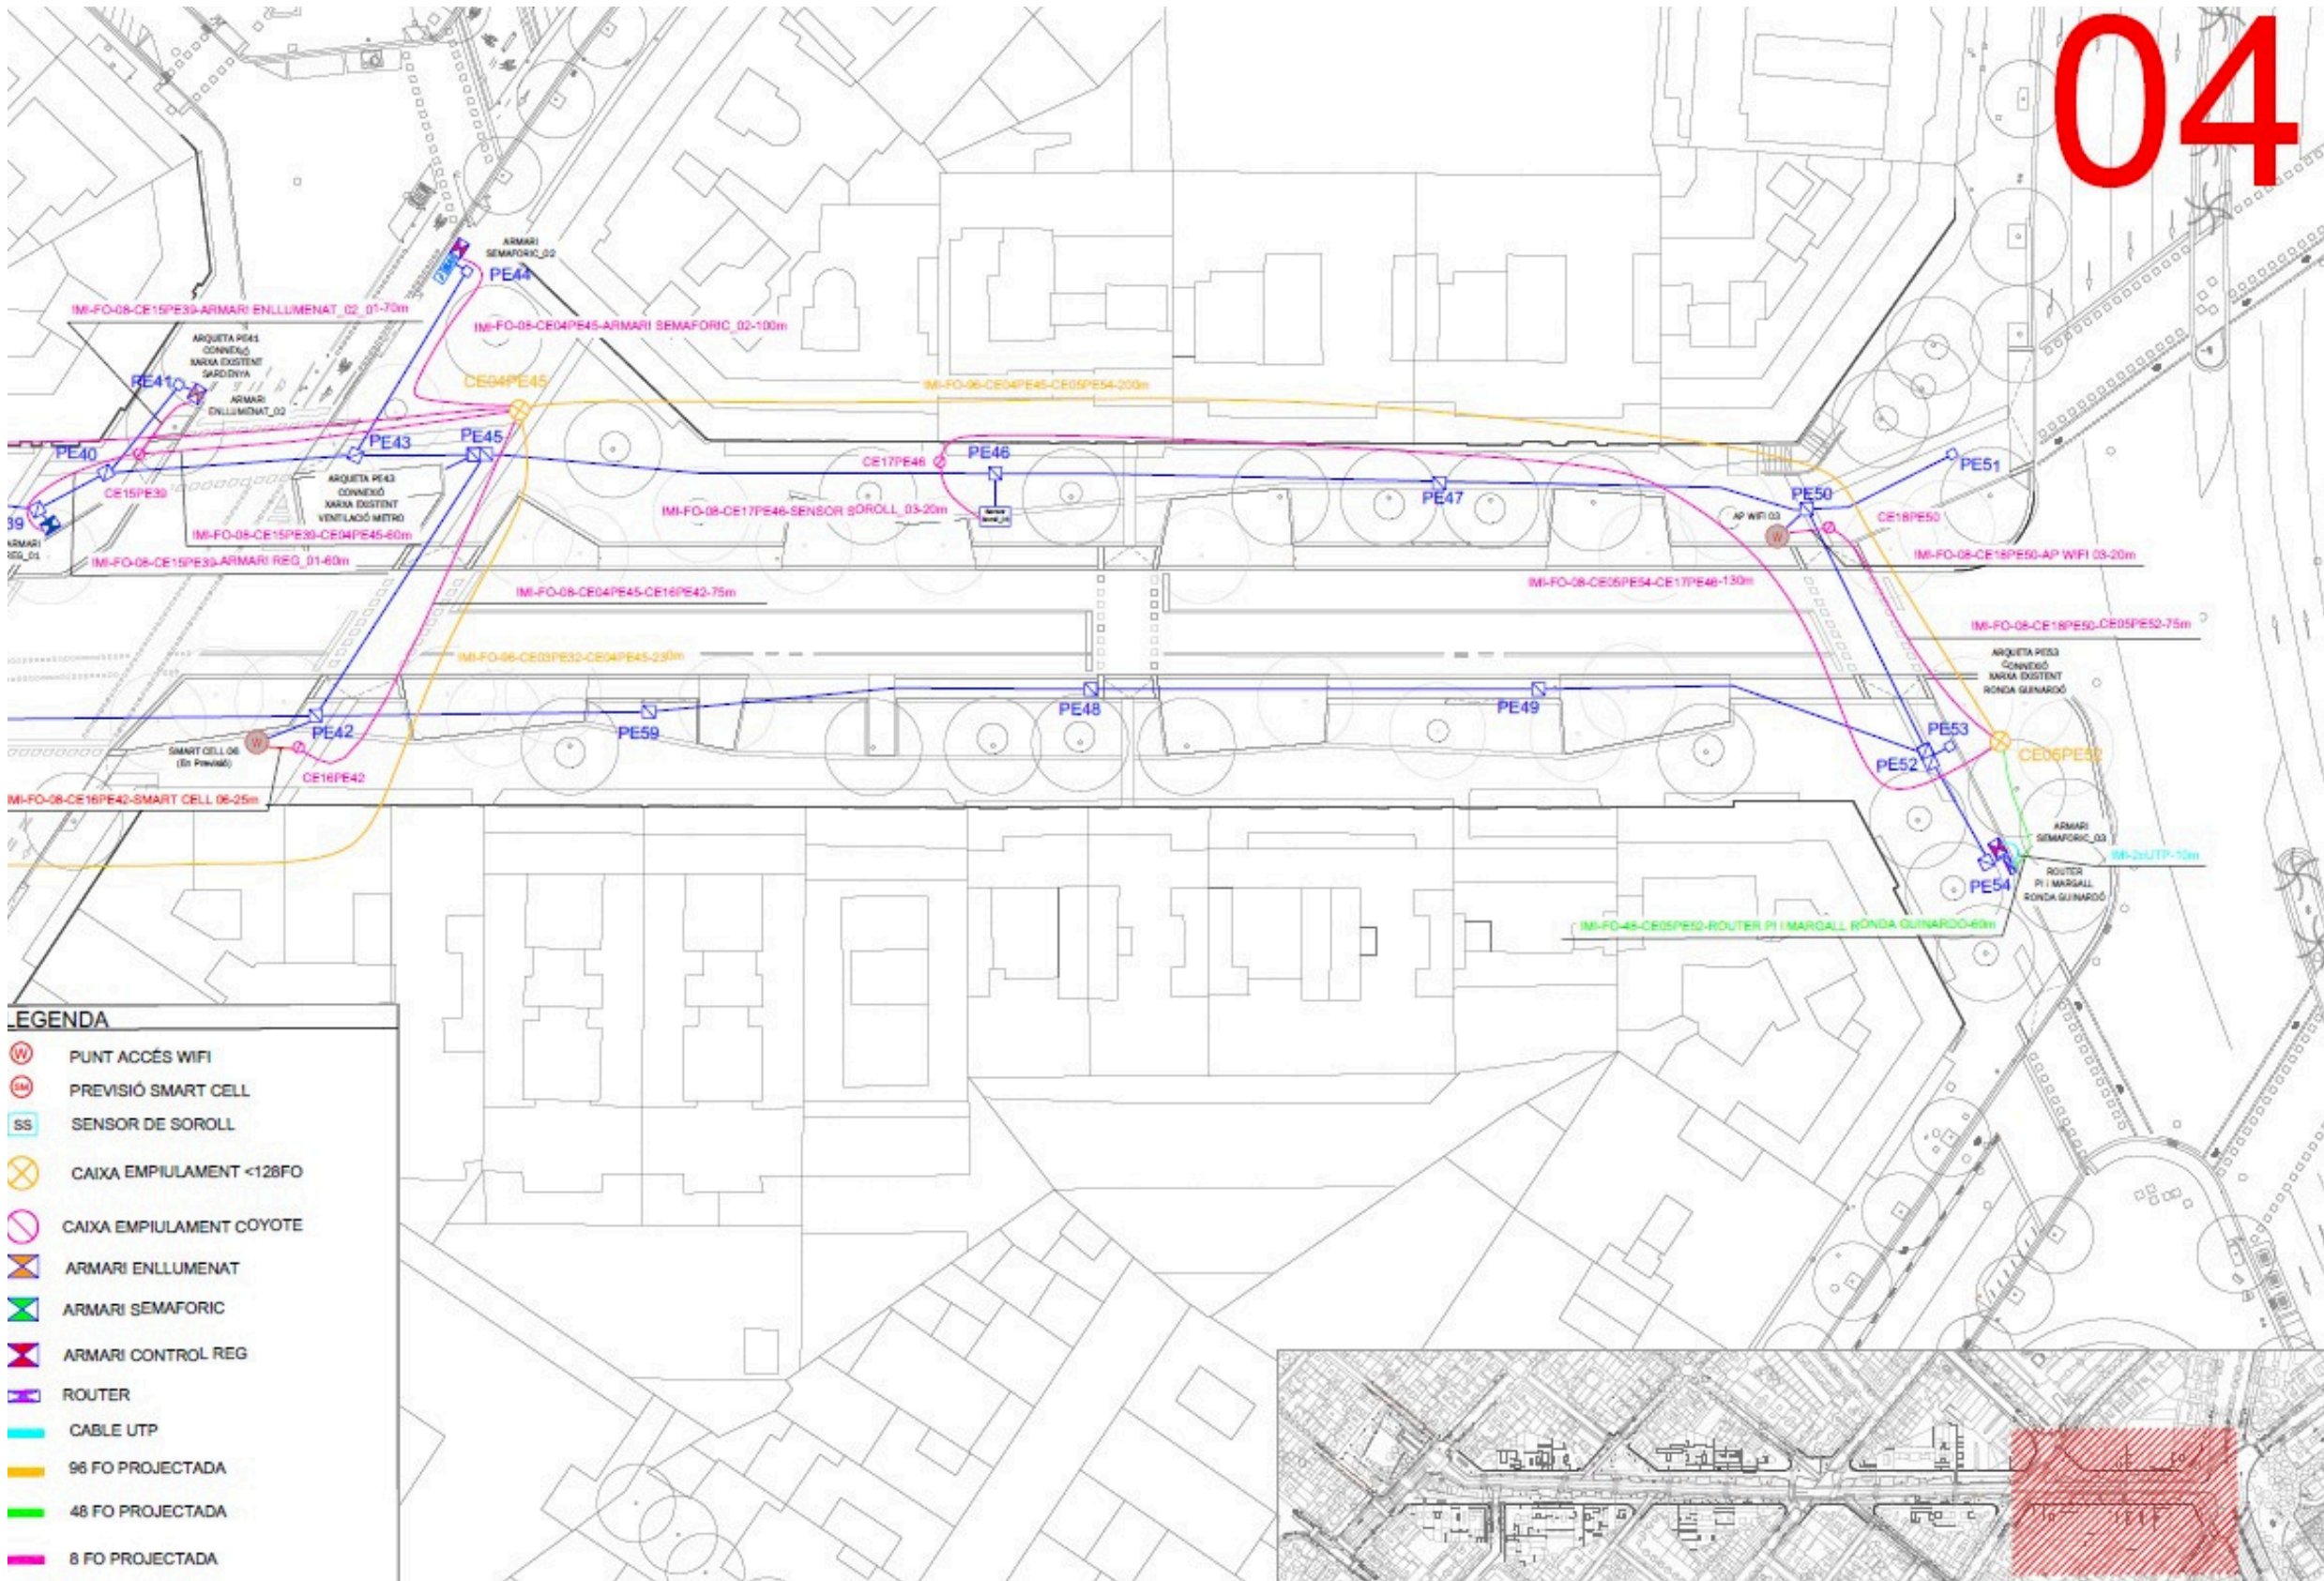 04
ARMARI
SEMAFORIC_02
PE44
IMI-FO-08-CE15PE39-ARMARI ENLLUMENAT_02_01-70m
IMI-FO-08-CE04PE45-ARMARI SEMAFORIC_02-100m
ARQUETA PE41
CONNEXIÓ
XARXA EXISTENT
SARDENYA
PE41
ARMARI
ENLLUMENAT_02
CE04PE45
IMI-FO-96-CE04PE45-CE05PE54-200m
PE40
PE43
PE45
CE17PE46
PE46
PE51
CE15PE39
ARQUETA PE43
CONNEXIÓ
XARXA EXISTENT
VENTILACIÓ METRO
IMI-FO-08-CE17PE46-SENSOR SOROLL_03-20m
PE47
PE50
AP WIFI 03
W
CE18PE50
39
ARMARI
REG_01
IMI-FO-08-CE15PE39-CE04PE45-60m
IMI-FO-08-CE15PE39-ARMARI REG_01-60m
IMI-FO-08-CE18PE50-AP WIFI 03-20m
IMI-FO-08-CE04PE45-CE16PE42-75m
IMI-FO-08-CE05PE54-CE17PE46-130m
IMI-FO-08-CE18PE50-CE05PE52-75m
IMI-FO-96-CE03PE32-CE04PE45-230m
ARQUETA PE53
CONNEXIÓ
XARXA EXISTENT
RONDA GUINARDÓ
PE42
PE59
PE48
PE49
PE53
PE52
CE05PE52
SMART CELL 06
(En Previsió)
W
CE16PE42
IMI-FO-08-CE16PE42-SMART CELL 06-25m
ARMARI
SEMAFORIC_03
IMI-2xUTP-10m
ROUTER
PI i MARGALL
RONDA GUINARDÓ
PE54
IMI-FO-48-CE05PE52-ROUTER PI I MARGALL RONDA GUINARDO-60m
LEGENDA
W PUNT ACCÉS WIFI
SM PREVISIÓ SMART CELL
SS SENSOR DE SOROLL
CAIXA EMPIULAMENT <128FO
CAIXA EMPIULAMENT COYOTE
ARMARI ENLLUMENAT
ARMARI SEMAFORIC
ARMARI CONTROL REG
ROUTER
CABLE UTP
96 FO PROJECTADA
48 FO PROJECTADA
8 FO PROJECTADA